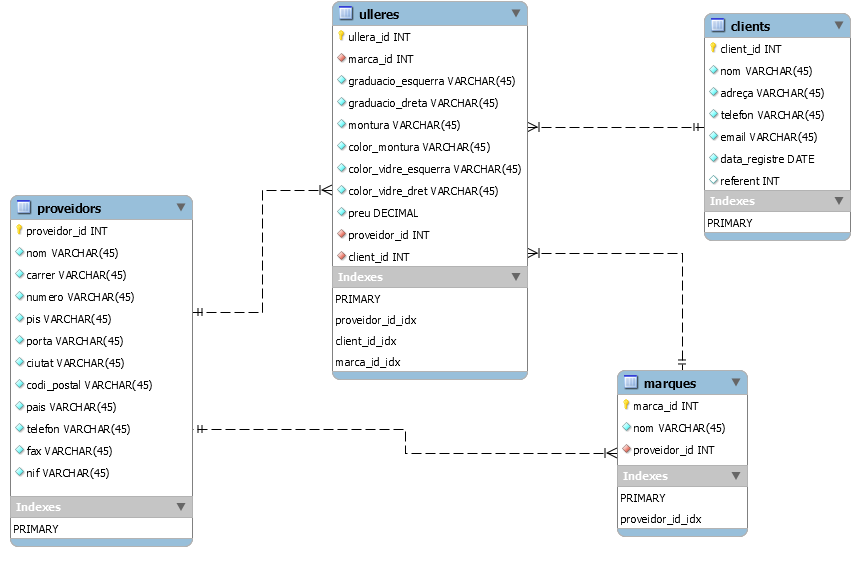 ulleres
ullera_id INT
marca_id INT
graduacio_esquerra VARCHAR(45)
graduacio_dreta VARCHAR(45)
montura VARCHAR(45)
color_montura VARCHAR(45)
color_vidre_esquerra VARCHAR(45)
color_vidre_dret VARCHAR(45)
preu DECIMAL
proveidor_id INT
client_id INT
Indexes
PRIMARY
proveidor_id_idx
client_id_idx
marca_id_idx
clients
client_id INT
nom VARCHAR(45)
adreça VARCHAR(45)
telefon VARCHAR(45)
email VARCHAR(45)
data_registre DATE
referent INT
Indexes
PRIMARY
proveidors
proveidor_id INT
nom VARCHAR(45)
carrer VARCHAR(45)
numero VARCHAR(45)
pis VARCHAR(45)
porta VARCHAR(45)
ciutat VARCHAR(45)
codi_postal VARCHAR(45)
pais VARCHAR(45)
telefon VARCHAR(45)
fax VARCHAR(45)
nif VARCHAR(45)
Indexes
PRIMARY
marques
marca_id INT
nom VARCHAR(45)
proveidor_id INT
Indexes
PRIMARY
proveidor_id_idx